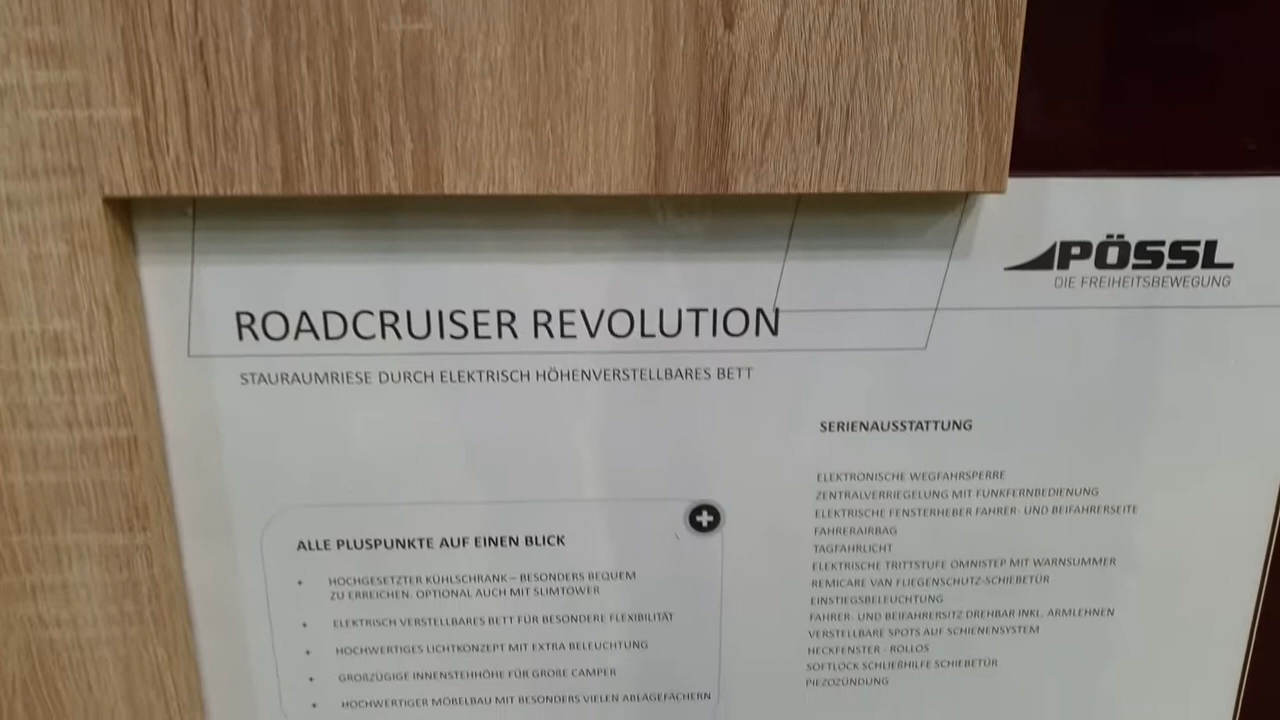 PÖSSL
DIE FREIHEITSBEWEGUNG
ROADCRUISER REVOLUTION
STAURAUMRIESE DURCH ELEKTRISCH HÖHENVERSTELLBARES BETT
ALLE PLUSPUNKTE AUF EINEN BLICK
HOCHGESETZTER KÜHLSCHRANK – BESONDERS BEQUEM
ZU ERREICHEN. OPTIONAL AUCH MIT SLIMTOWER
ELEKTRISCH VERSTELLBARES BETT FÜR BESONDERE FLEXIBILITÄT
HOCHWERTIGES LICHTKONZEPT MIT EXTRA BELEUCHTUNG
GROßZÜGIGE INNENSTEHHÖHE FÜR GROßE CAMPER
HOCHWERTIGER MÖBELBAU MIT BESONDERS VIELEN ABLAGEFÄCHERN
SERIENAUSSTATTUNG
ELEKTRONISCHE WEGFAHRSPERRE
ZENTRALVERRIEGELUNG MIT FUNKFERNBEDIENUNG
ELEKTRISCHE FENSTERHEBER FAHRER- UND BEIFAHRERSEITE
FAHRERAIRBAG
TAGFAHRLICHT
ELEKTRISCHE TRITTSTUFE OMNISTEP MIT WARNSUMMER
REMICARE VAN FLIEGENSCHUTZ-SCHIEBETÜR
EINSTIEGSBELEUCHTUNG
FAHRER- UND BEIFAHRERSITZ DREHBAR INKL. ARMLEHNEN
VERSTELLBARE SPOTS AUF SCHIENENSYSTEM
HECKFENSTER - ROLLOS
SOFTLOCK SCHLIEßHILFE SCHIEBETÜR
PIEZOZÜNDUNG